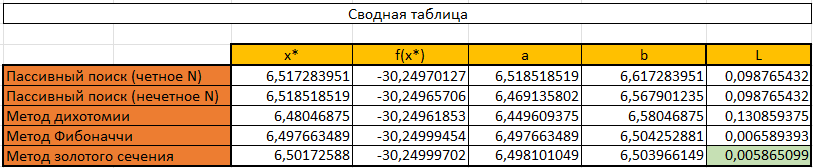 Сводная таблица
x* f(x*) a b L
Пассивный поиск (четное N) 6,517283951 -30,24970127 6,518518519 6,617283951 0,098765432
Пассивный поиск (нечетное N) 6,518518519 -30,24965706 6,469135802 6,567901235 0,098765432
Метод дихотомии 6,48046875 -30,24961853 6,449609375 6,58046875 0,130859375
Метод Фибоначчи 6,497663489 -30,24999454 6,497663489 6,504252881 0,006589393
Метод золотого сечения 6,50172588 -30,24999702 6,498101049 6,503966149 0,005865099